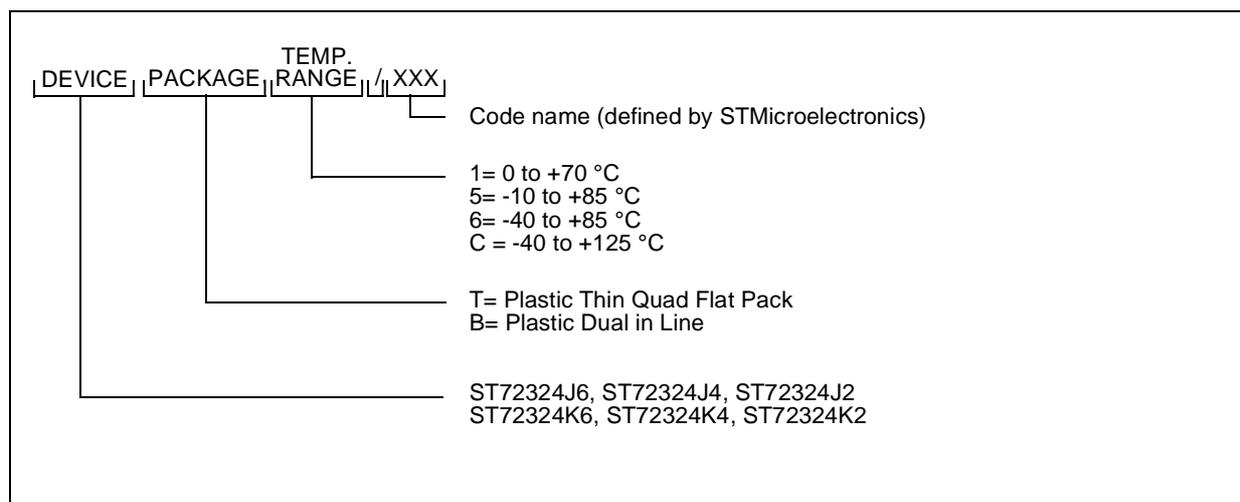 TEMP.
DEVICE PACKAGE RANGE / XXX
Code name (defined by STMicroelectronics)
1= 0 to +70 °C
5= -10 to +85 °C
6= -40 to +85 °C
C = -40 to +125 °C
T= Plastic Thin Quad Flat Pack
B= Plastic Dual in Line
ST72324J6, ST72324J4, ST72324J2
ST72324K6, ST72324K4, ST72324K2